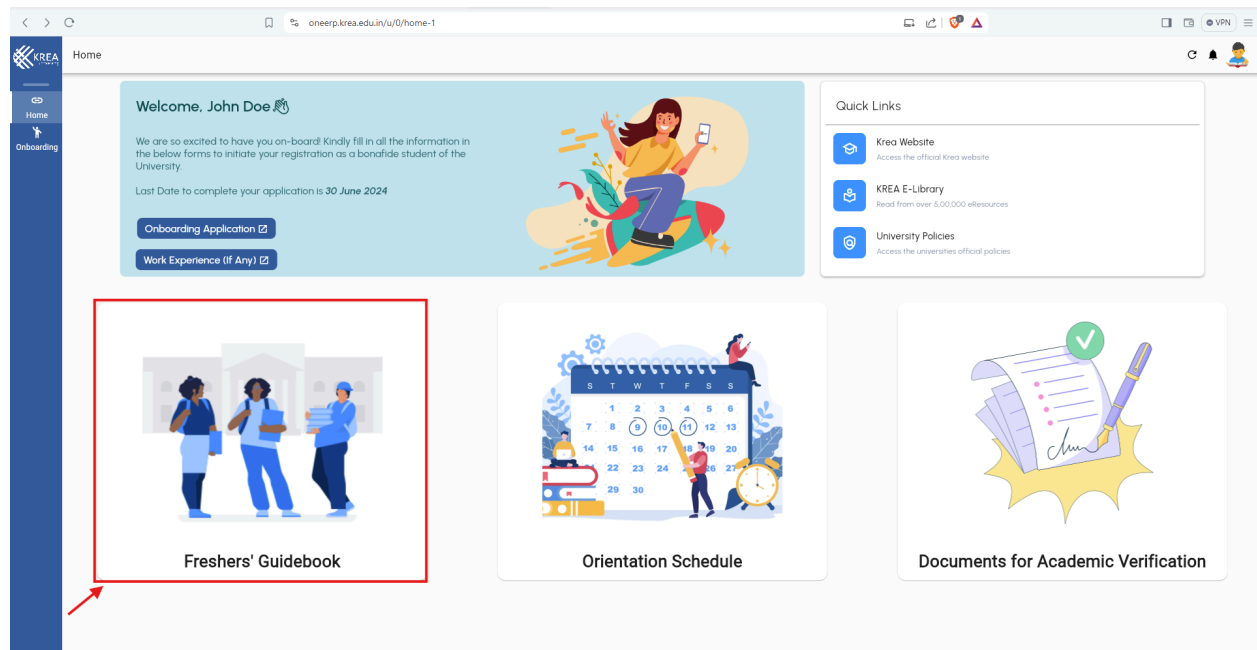 oneerp.krea.edu.in/u/0/home-1
VPN
KREA
Home
Home
Onboarding
Welcome, John Doe
We are so excited to have you on-board! Kindly fill in all the information in
the below forms to initiate your registration as a bonafide student of the
University.
Last Date to complete your application is 30 June 2024
Onboarding Application
Work Experience (If Any)
Quick Links
Krea Website
Access the official Krea website
KREA E-Library
Read from over 5,00,000 eResources
University Policies
Access the universities official policies
Freshers' Guidebook
S T W T F S S
1 2 3 4 5 6
7 8 9 10 11 12 13
14 15 16 17 18 19 20
22 23 24 26 27
29 30
Orientation Schedule
Documents for Academic Verification